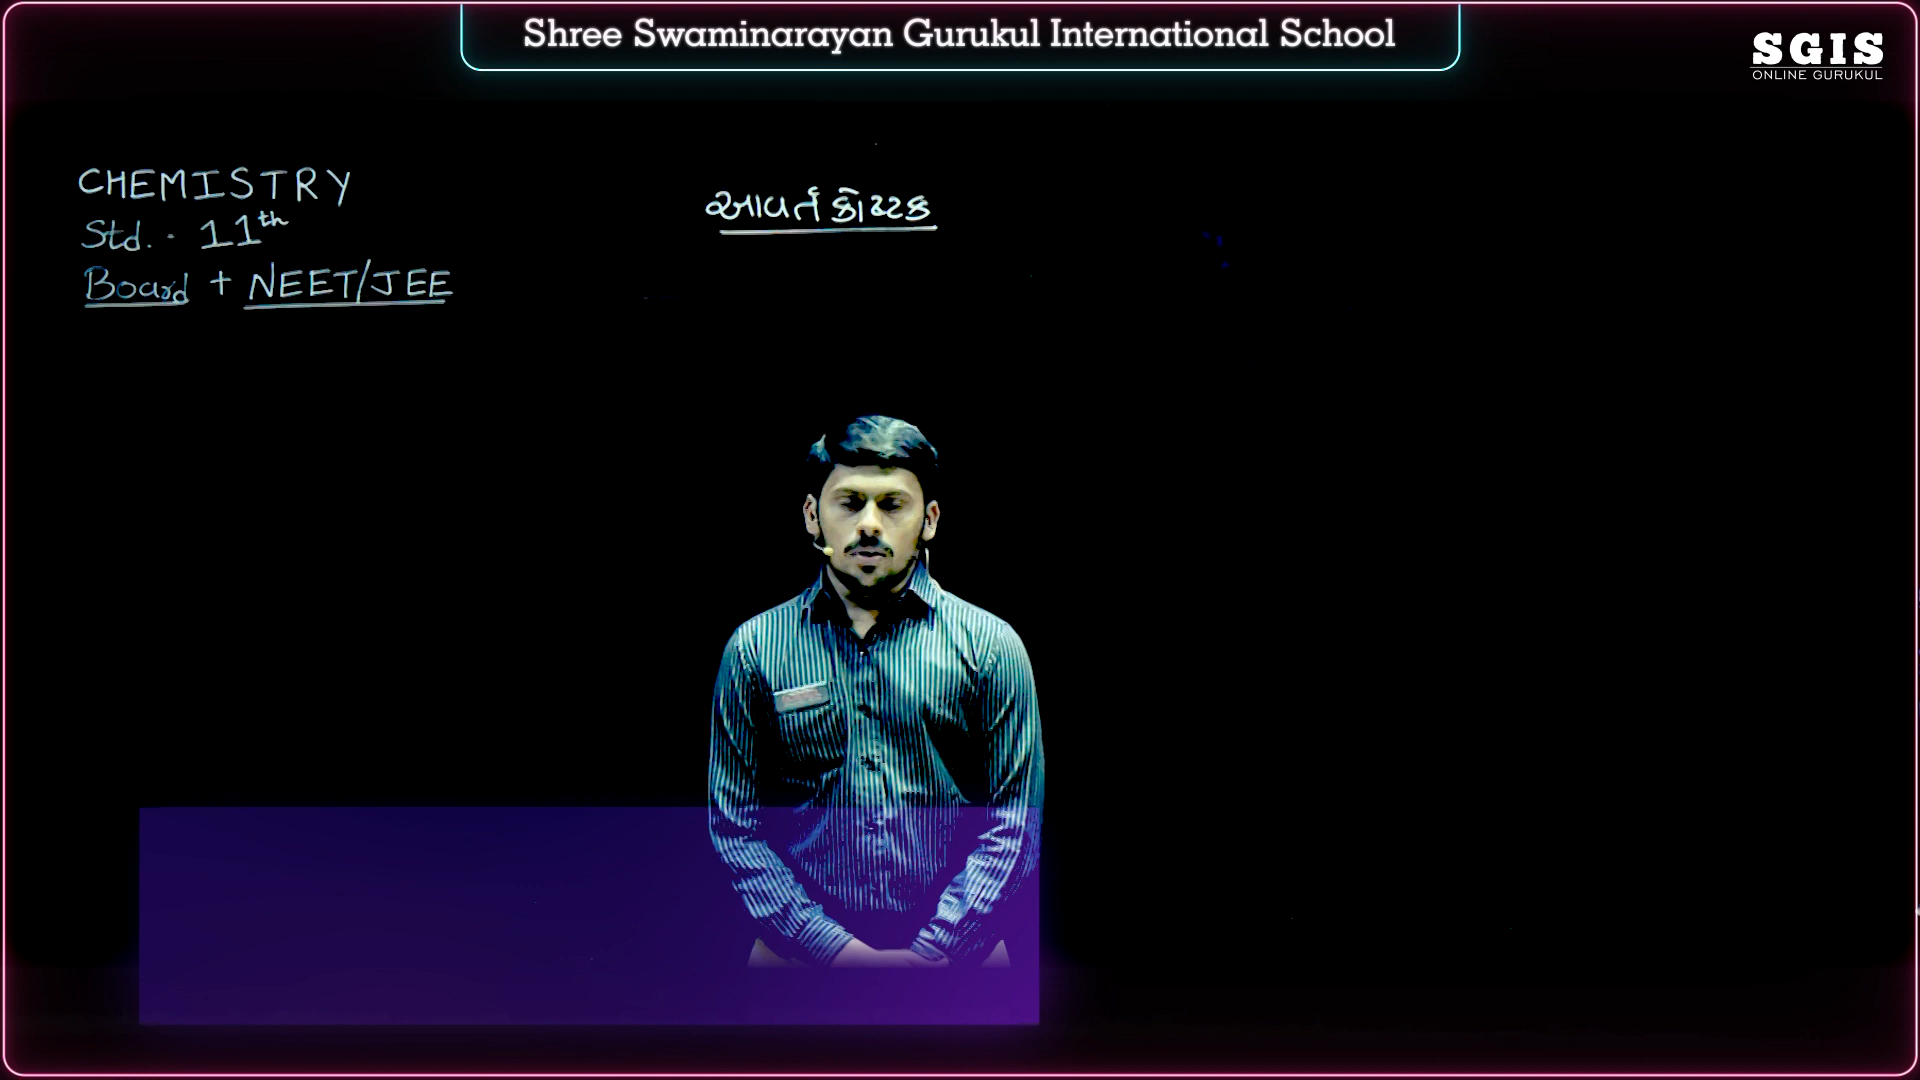 Shree Swaminarayan Gurukul International School
SGIS
ONLINE GURUKUL
CHEMISTRY
Std. - 11th
Board + NEET/JEE
આવર્ત કોષ્ટક